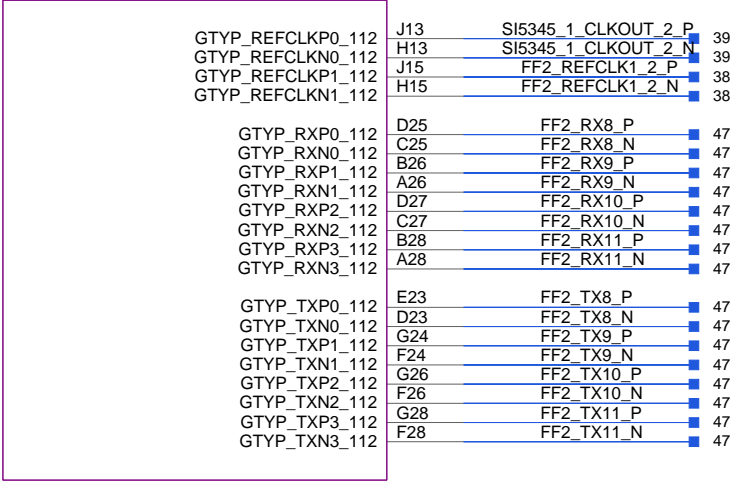 GTYP_REFCLKP0_112 J13 SI5345_1_CLKOUT_2_P 39
GTYP_REFCLKN0_112 H13 SI5345_1_CLKOUT_2_N 39
GTYP_REFCLKP1_112 J15 FF2_REFCLK1_2_P 38
GTYP_REFCLKN1_112 H15 FF2_REFCLK1_2_N 38
GTYP_RXP0_112 D25 FF2_RX8_P 47
GTYP_RXN0_112 C25 FF2_RX8_N 47
GTYP_RXP1_112 B26 FF2_RX9_P 47
GTYP_RXN1_112 A26 FF2_RX9_N 47
GTYP_RXP2_112 D27 FF2_RX10_P 47
GTYP_RXN2_112 C27 FF2_RX10_N 47
GTYP_RXP3_112 B28 FF2_RX11_P 47
GTYP_RXN3_112 A28 FF2_RX11_N 47
GTYP_TXP0_112 E23 FF2_TX8_P 47
GTYP_TXN0_112 D23 FF2_TX8_N 47
GTYP_TXP1_112 G24 FF2_TX9_P 47
GTYP_TXN1_112 F24 FF2_TX9_N 47
GTYP_TXP2_112 G26 FF2_TX10_P 47
GTYP_TXN2_112 F26 FF2_TX10_N 47
GTYP_TXP3_112 G28 FF2_TX11_P 47
GTYP_TXN3_112 F28 FF2_TX11_N 47